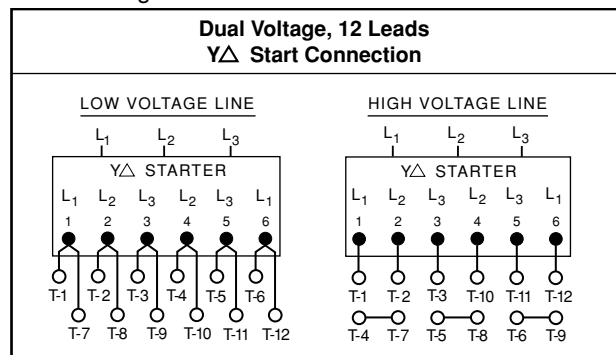 Dual Voltage, 12 Leads
Y△ Start Connection
LOW VOLTAGE LINE
L1 L2 L3
Y△ STARTER
L1 L2 L3 L2 L3 L1
1 2 3 4 5 6
T-1 T-2 T-3 T-4 T-5 T-6
T-7 T-8 T-9 T-10 T-11 T-12
HIGH VOLTAGE LINE
L1 L2 L3
Y△ STARTER
L1 L2 L3 L2 L3 L1
1 2 3 4 5 6
T-1 T-2 T-3 T-10 T-11 T-12
T-4 T-7 T-5 T-8 T-6 T-9